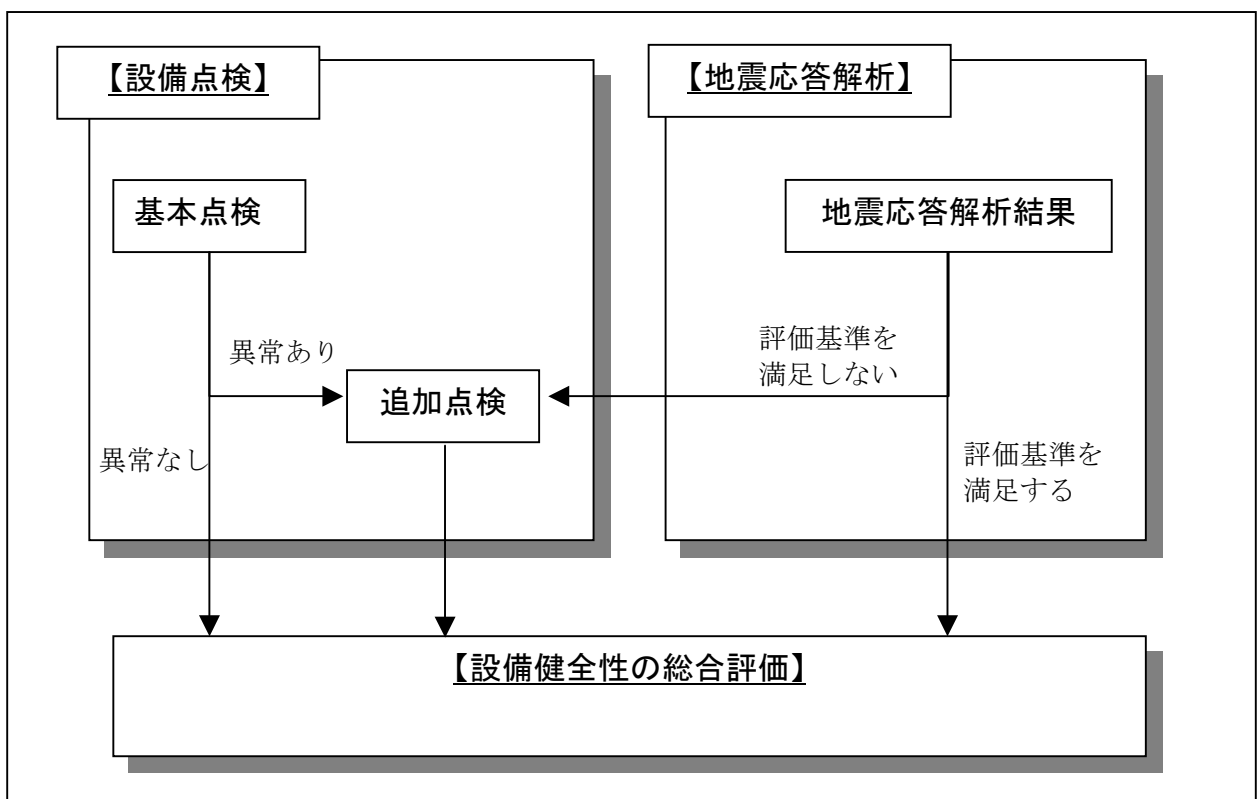 【設備点検】
【地震応答解析】
基本点検
地震応答解析結果
異常あり
評価基準を
満足しない
追加点検
異常なし
評価基準を
満足する
【設備健全性の総合評価】